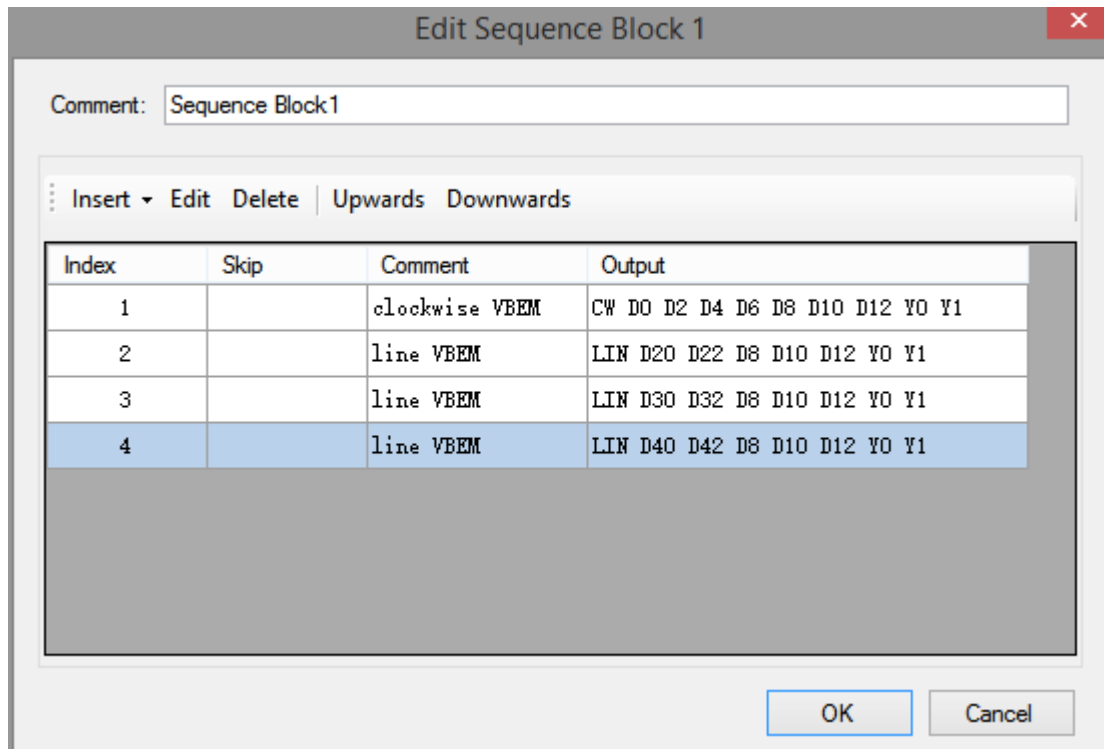 Edit Sequence Block 1
Comment: Sequence Block1
Insert Edit Delete Upwards Downwards
Index Skip Comment Output
1 clockwise VBEM CW D0 D2 D4 D6 D8 D10 D12 Y0 Y1
2 line VBEM LIN D20 D22 D8 D10 D12 Y0 Y1
3 line VBEM LIN D30 D32 D8 D10 D12 Y0 Y1
4 line VBEM LIN D40 D42 D8 D10 D12 Y0 Y1
OK Cancel